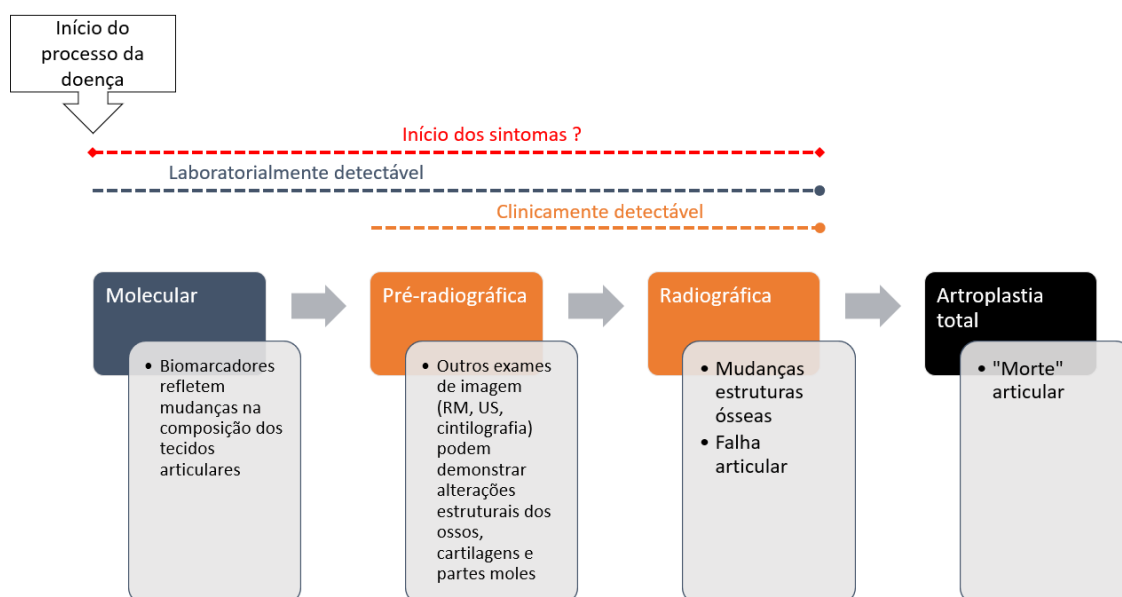 Início do
processo da
doença
Início dos sintomas ?
Laboratorialmente detectável
Clinicamente detectável
Molecular
• Biomarcadores
refletem
mudanças na
composição dos
tecidos
articulares
Pré-radiográfica
• Outros exames
de imagem
(RM, US,
cintilografia)
podem
demonstrar
alterações
estruturais dos
ossos,
cartilagens e
partes moles
Radiográfica
• Mudanças
estruturas
ósseas
• Falha
articular
Artroplastia
total
• "Morte"
articular